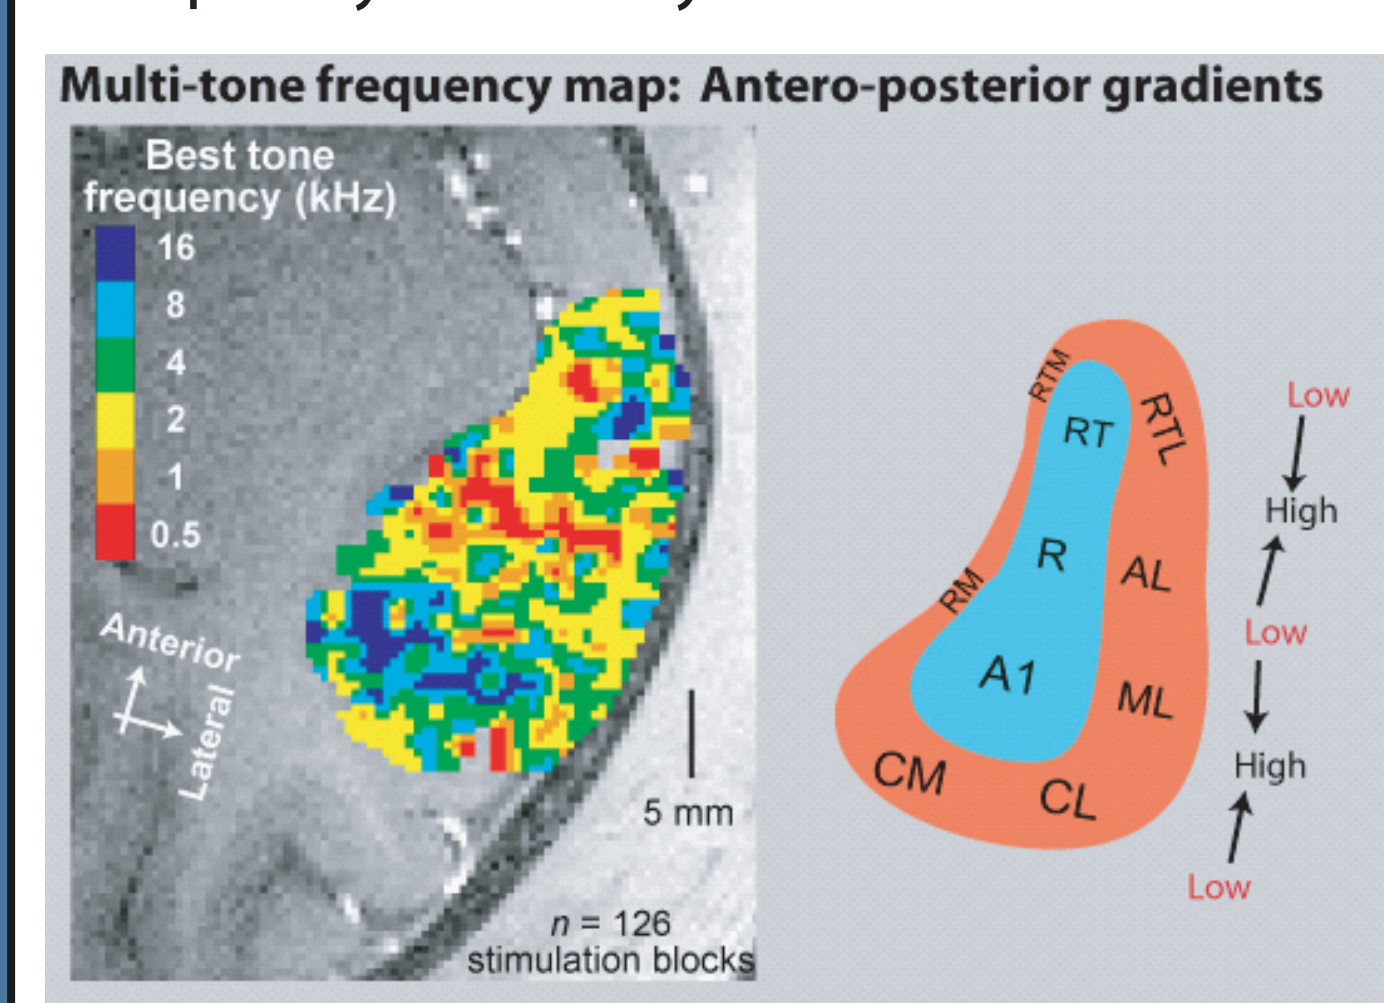 Multi-tone frequency map: Antero-posterior gradients
Best tone
frequency (kHz)
16
8
4
2
1
0.5
Anterior
Lateral
5 mm
n = 126
stimulation blocks
RTM
RT
RTL
R
AL
RM
A1
ML
CM
CL
Low
High
Low
High
Low